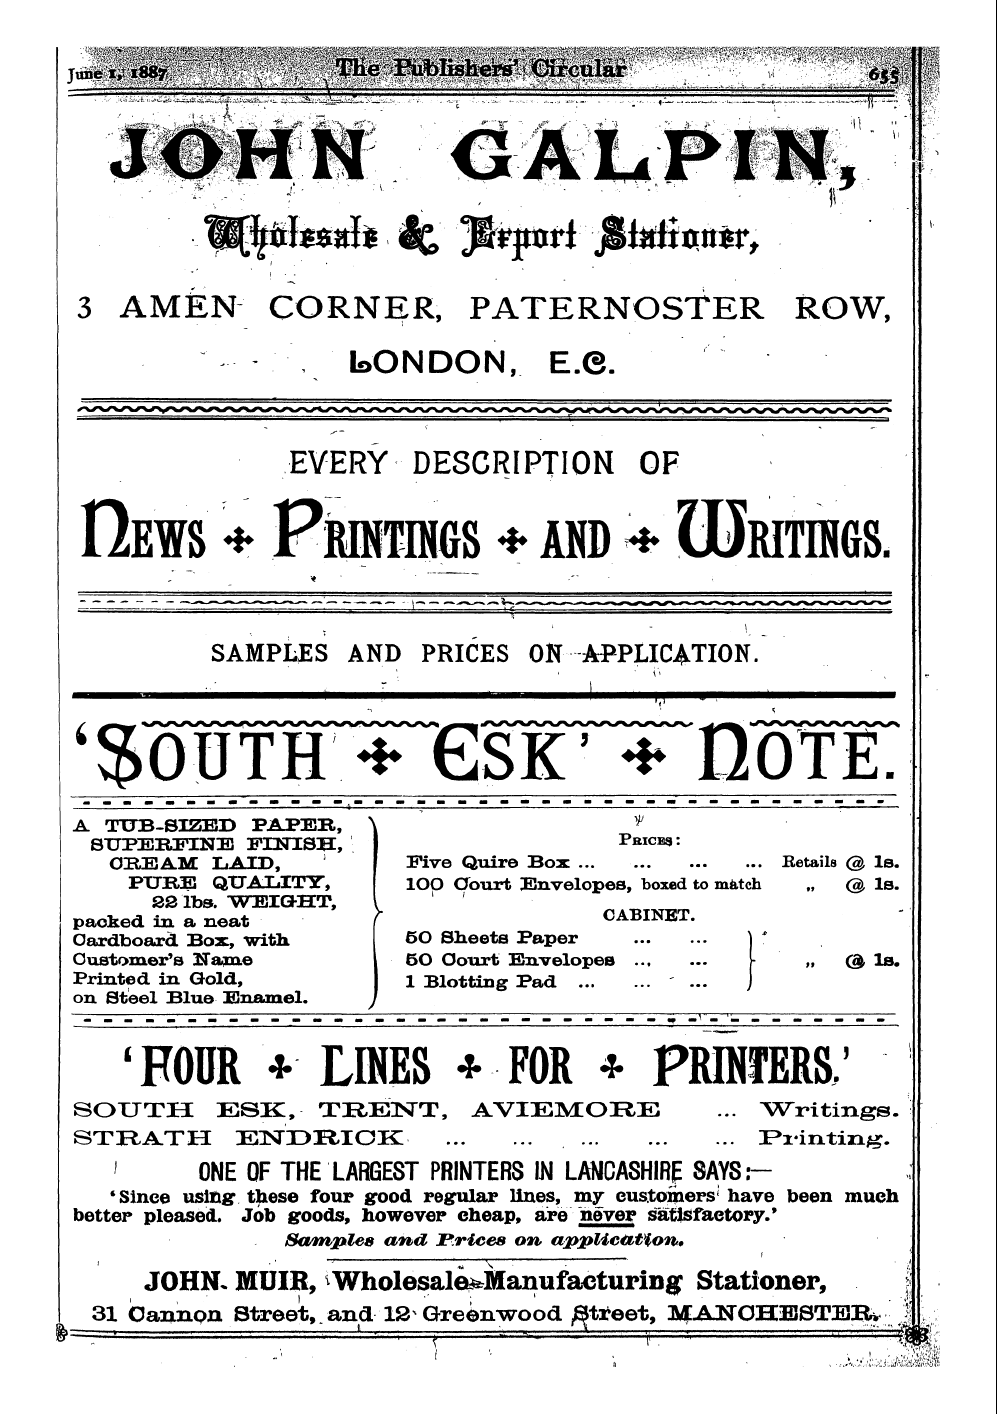 June 1, 1887 The Publishers' Circular 655
JOHN GALPIN,
Wholesale & Export Stationer,
3 AMEN CORNER, PATERNOSTER ROW,
LONDON, E.C.
EVERY DESCRIPTION OF
NEWS PRINTINGS AND WRITINGS.
SAMPLES AND PRICES ON APPLICATION.
'SOUTH ESK' NOTE.
A TUB-SIZED PAPER,
SUPERFINE FINISH,
CREAM LAID,
PURE QUALITY,
22 lbs. WEIGHT,
packed in a neat
Cardboard Box, with
Customer's Name
Printed in Gold,
on Steel Blue Enamel.
PRICES:
Five Quire Box ... ... ... ... Retails @ 1s.
100 Court Envelopes, boxed to match „ @ 1s.
CABINET.
50 Sheets Paper ... ...
50 Court Envelopes ... ... „ @ 1s.
1 Blotting Pad ... ... ...
'FOUR LINES FOR PRINTERS.'
SOUTH ESK, TRENT, AVIEMORE ... Writings.
STRATH ENDRICK ... ... ... ... ... Printing.
ONE OF THE LARGEST PRINTERS IN LANCASHIRE SAYS:—
'Since using these four good regular lines, my customers have been much
better pleased. Job goods, however cheap, are never satisfactory.'
Samples and Prices on application.
JOHN MUIR, Wholesale Manufacturing Stationer,
31 Cannon Street, and 12 Greenwood Street, MANCHESTER.